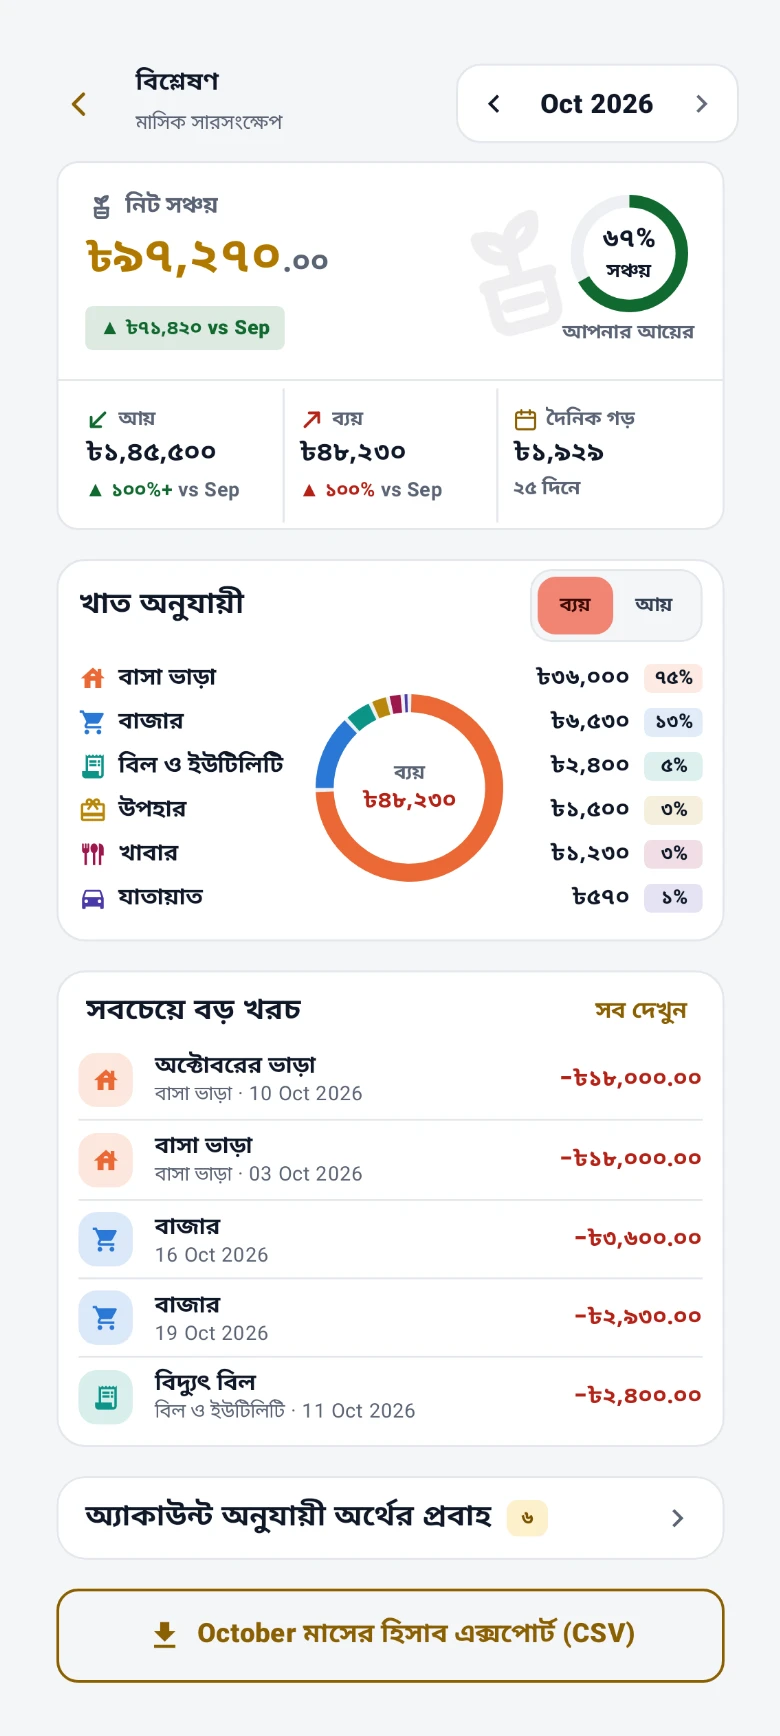 বিশ্লেষণ
মাসিক সারসংক্ষেপ
Oct 2026
নিট সঞ্চয়
৳৯৭,২৭০.০০
▲ ৳৭১,৪২০ vs Sep
৬৭%
সঞ্চয়
আপনার আয়ের
আয়
৳১,৪৫,৫০০
▲ ১০০%+ vs Sep
ব্যয়
৳৪৮,২৩০
▲ ১০০% vs Sep
দৈনিক গড়
৳১,৯২৯
২৫ দিনে
খাত অনুযায়ী
ব্যয় আয়
বাসা ভাড়া ৳৩৬,০০০ ৭৫%
বাজার ৳৬,৫৩০ ১৩%
বিল ও ইউটিলিটি ৳২,৪০০ ৫%
উপহার ৳১,৫০০ ৩%
খাবার ৳১,২৩০ ৩%
যাতায়াত ৳৫৭০ ১%
ব্যয়
৳৪৮,২৩০
সবচেয়ে বড় খরচ সব দেখুন
অক্টোবরের ভাড়া −৳১৮,০০০.০০
বাসা ভাড়া · 10 Oct 2026
বাসা ভাড়া −৳১৮,০০০.০০
বাসা ভাড়া · 03 Oct 2026
বাজার −৳৩,৬০০.০০
16 Oct 2026
বাজার −৳২,৯৩০.০০
19 Oct 2026
বিদ্যুৎ বিল −৳২,৪০০.০০
বিল ও ইউটিলিটি · 11 Oct 2026
অ্যাকাউন্ট অনুযায়ী অর্থের প্রবাহ ৬
October মাসের হিসাব এক্সপোর্ট (CSV)